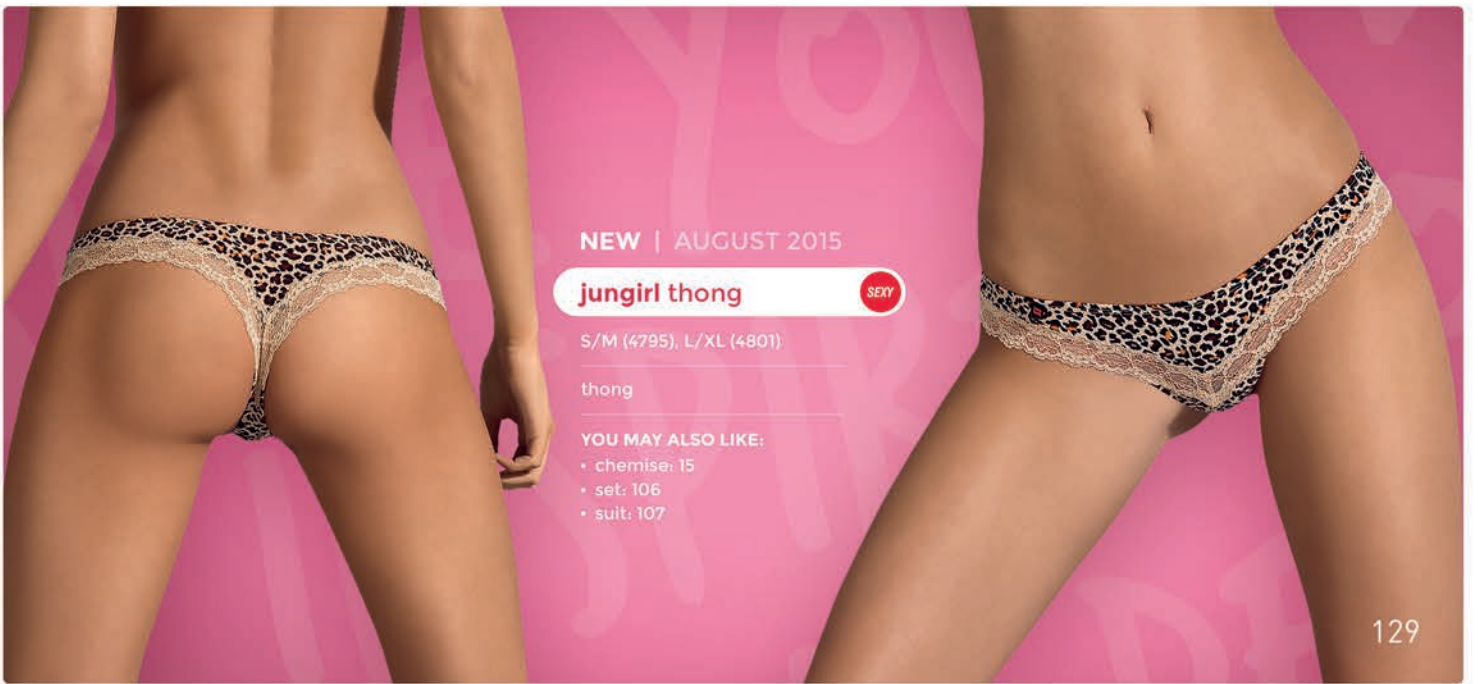 NEW | AUGUST 2015
jungirl thong
SEXY
S/M (4795), L/XL (4801)
thong
YOU MAY ALSO LIKE:
• chemise: 15
• set: 106
• suit: 107
129